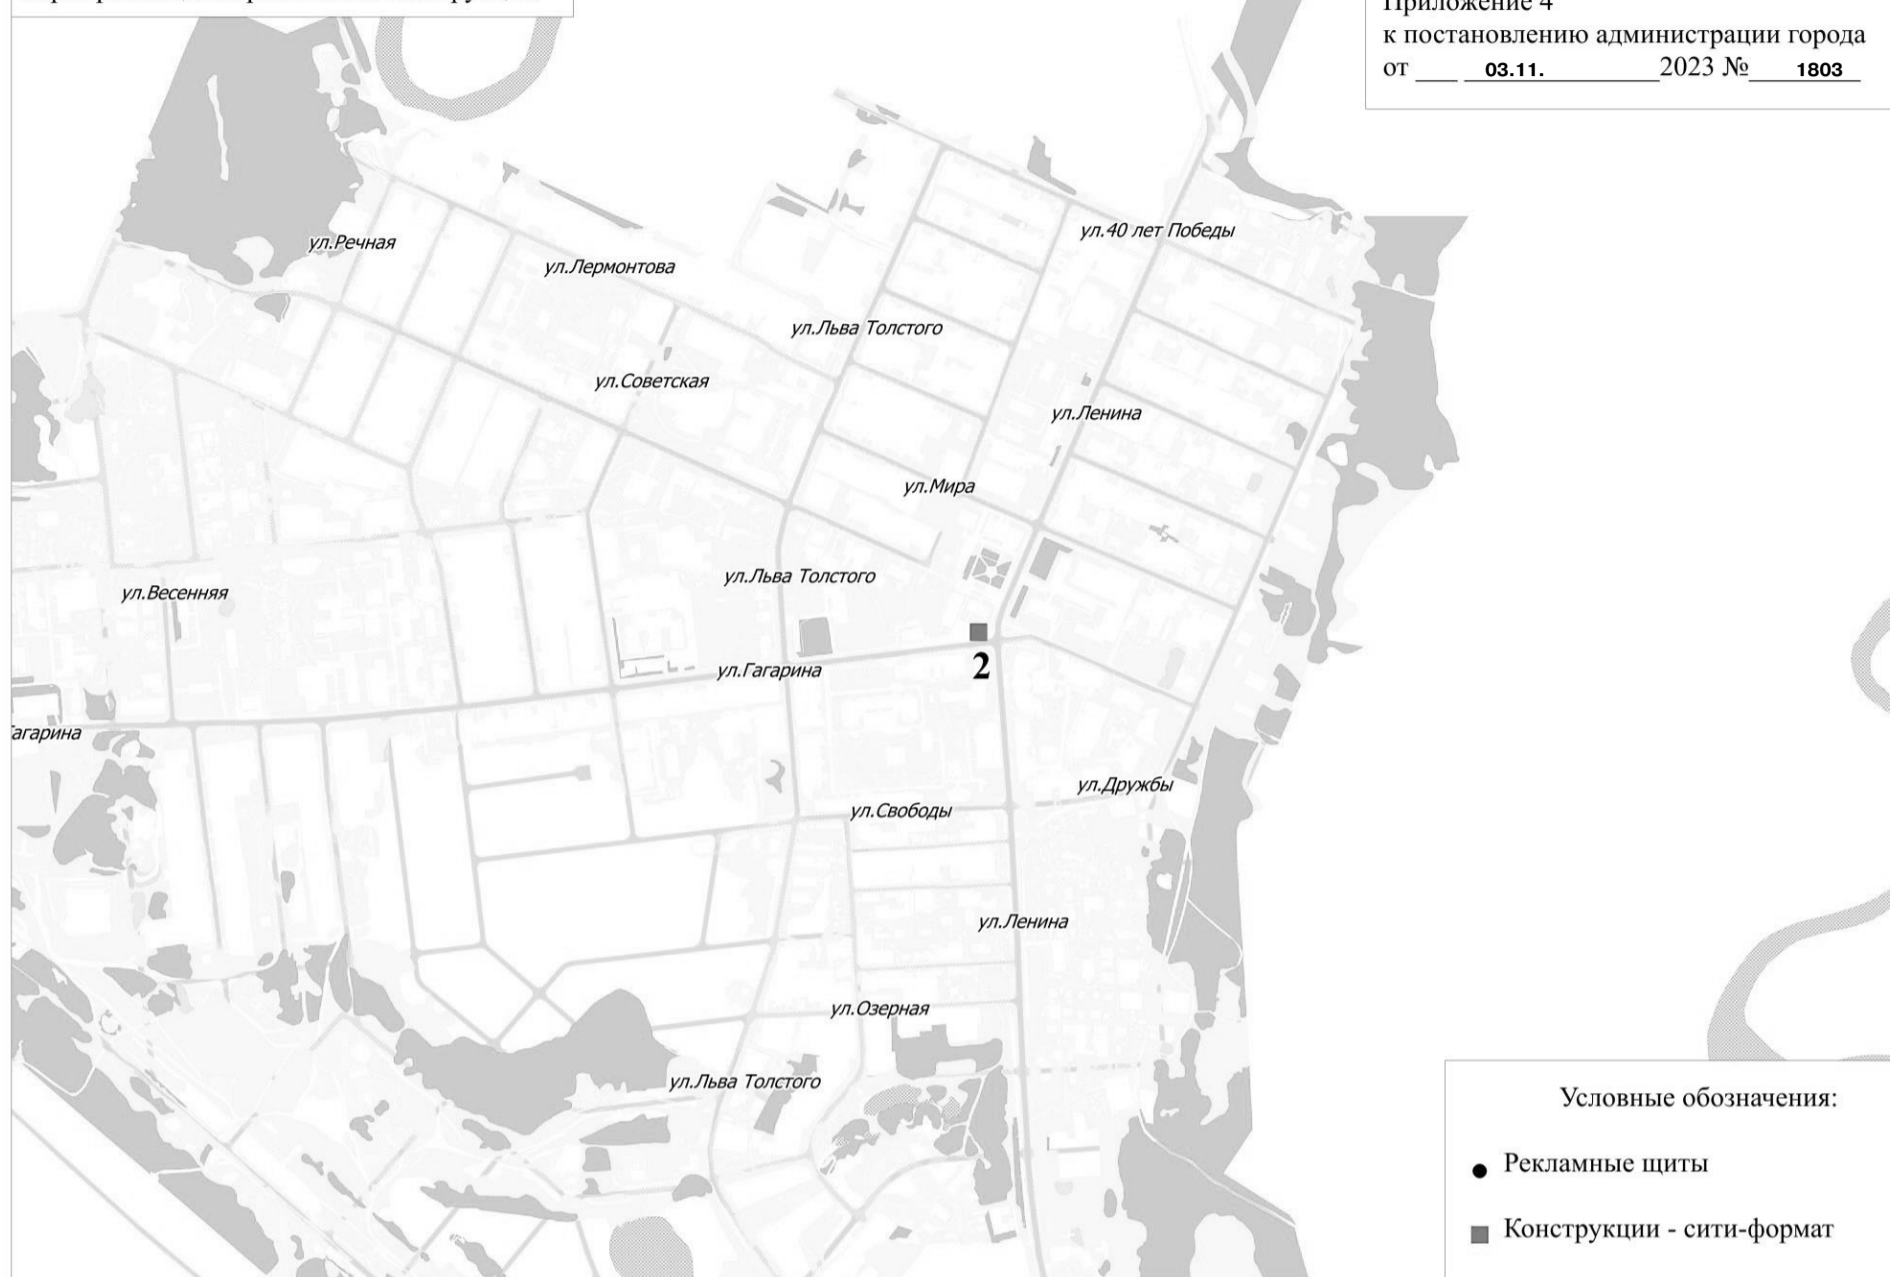 Приложение 4
к постановлению администрации города
от ____ 03.11. 2023 № 1803
ул.Речная
ул.40 лет Победы
ул.Лермонтова
ул.Льва Толстого
ул.Советская
ул.Ленина
ул.Мира
ул.Льва Толстого
ул.Весенняя
2
ул.Гагарина
агарина
ул.Дружбы
ул.Свободы
ул.Ленина
ул.Озерная
ул.Льва Толстого
Условные обозначения:
Рекламные щиты
Конструкции - сити-формат